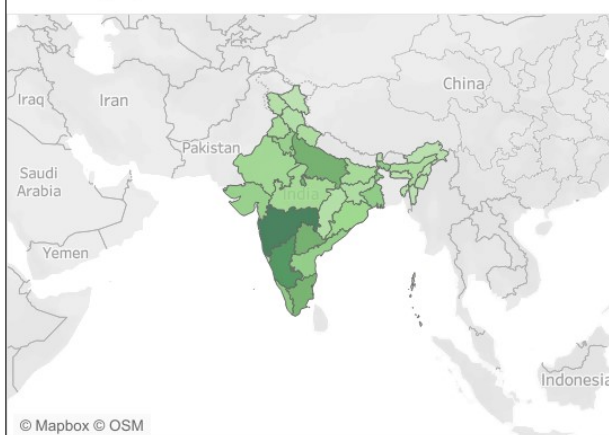 China
Iraq
Iran
Pakistan
Saudi
Arabia
India
Yemen
Indonesia
© Mapbox © OSM